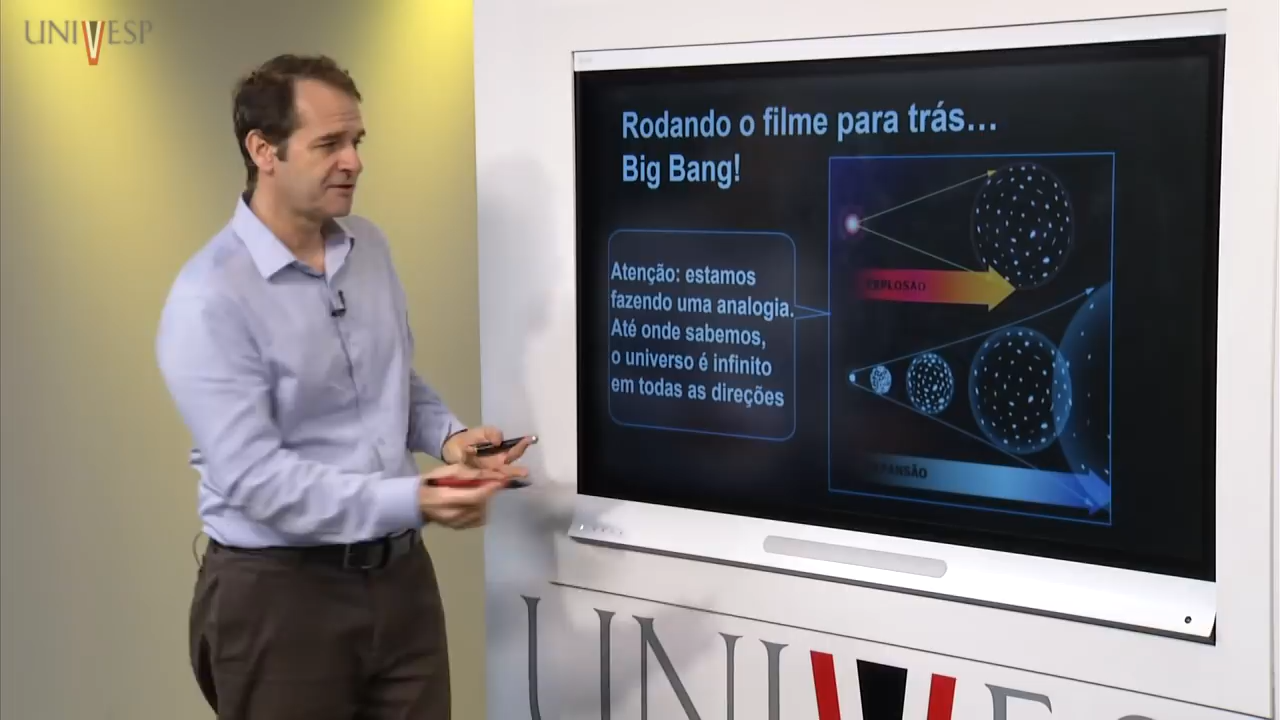 UNIVESP
Rodando o filme para trás...
Big Bang!
Atenção: estamos
fazendo uma analogia.
Até onde sabemos,
o universo é infinito
em todas as direções
EXPLOSÃO
EXPANSÃO